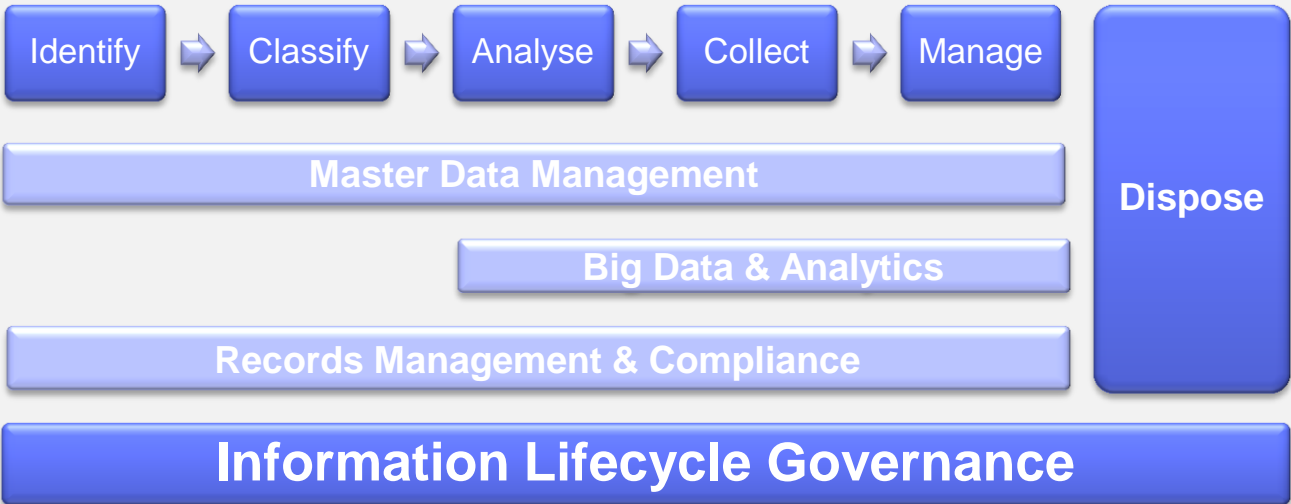 Identify
Classify
Analyse
Collect
Manage
Dispose
Master Data Management
Big Data & Analytics
Records Management & Compliance
Information Lifecycle Governance